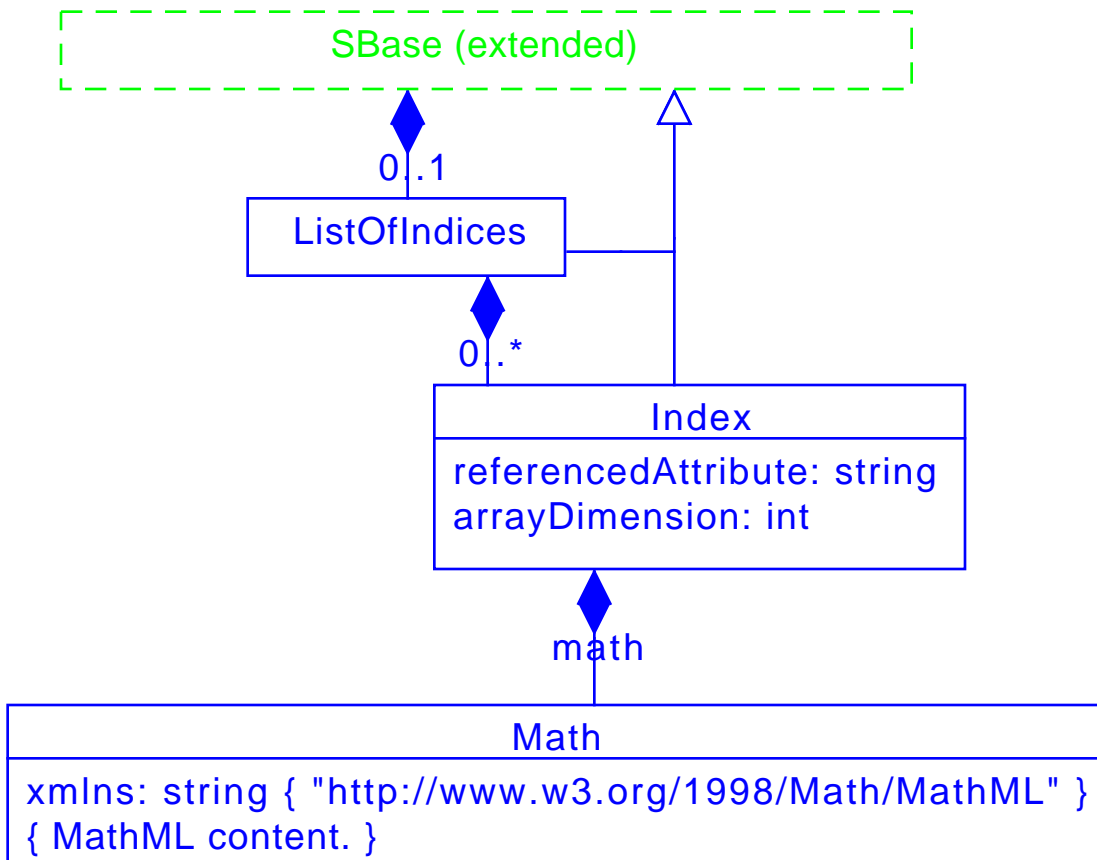 SBase (extended)
0..1
ListOfIndices
0..*
Index
referencedAttribute: string
arrayDimension: int
math
Math
xmlns: string { "http://www.w3.org/1998/Math/MathML" }
{ MathML content. }